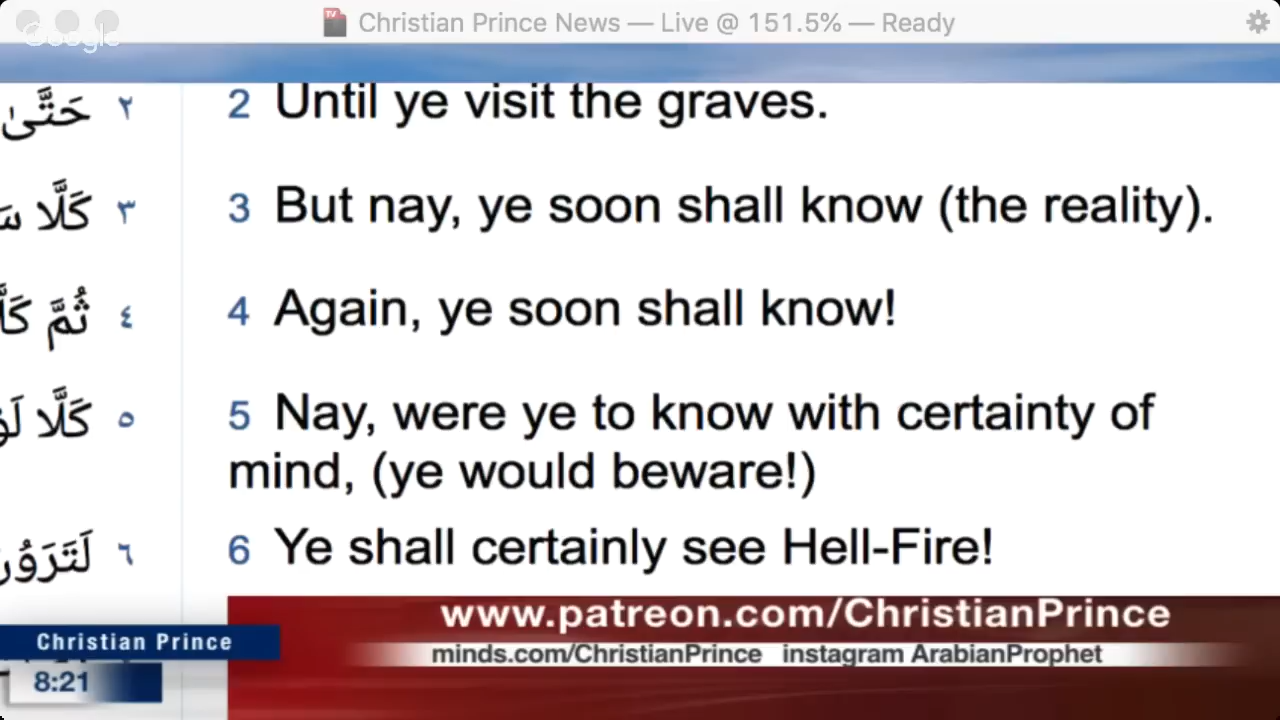 Christian Prince News — Live @ 151.5% — Ready
Google
حَتَّىٰ ٢
2 Until ye visit the graves.
كَلَّا ٣
3 But nay, ye soon shall know (the reality).
ثُمَّ ٤
4 Again, ye soon shall know!
كَلَّا لَوْ ٥
5 Nay, were ye to know with certainty of
mind, (ye would beware!)
٦
6 Ye shall certainly see Hell-Fire!
www.patreon.com/ChristianPrince
Christian Prince
minds.com/ChristianPrince instagram ArabianProphet
8:21